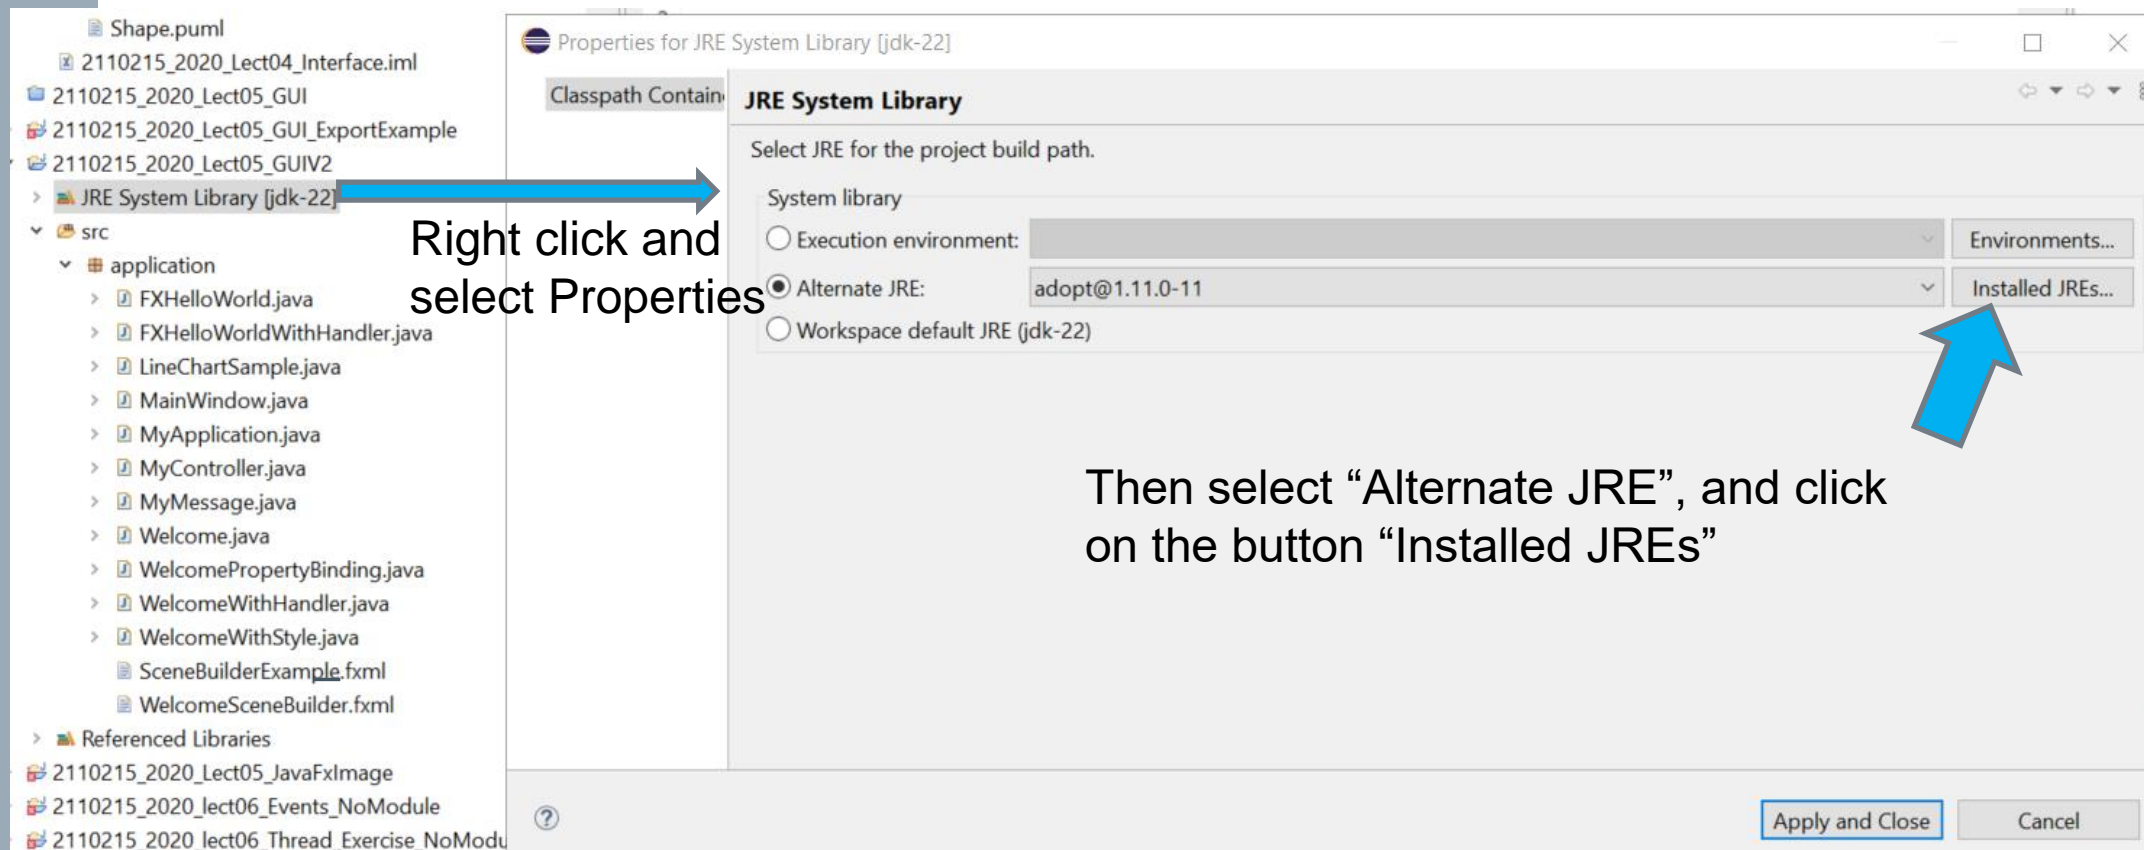 Shape.puml
2110215_2020_Lect04_Interface.iml
2110215_2020_Lect05_GUI
2110215_2020_Lect05_GUI_ExportExample
2110215_2020_Lect05_GUIV2
JRE System Library [jdk-22]
src
application
FXHelloWorld.java
FXHelloWorldWithHandler.java
LineChartSample.java
MainWindow.java
MyApplication.java
MyController.java
MyMessage.java
Welcome.java
WelcomePropertyBinding.java
WelcomeWithHandler.java
WelcomeWithStyle.java
SceneBuilderExample.fxml
WelcomeSceneBuilder.fxml
Referenced Libraries
2110215_2020_Lect05_JavaFxImage
2110215_2020_lect06_Events_NoModule
2110215_2020_lect06_Thread_Exercise_NoModu
Right click and
select Properties
Properties for JRE System Library [jdk-22]
Classpath Contain
JRE System Library
Select JRE for the project build path.
System library
Execution environment:
Environments...
Alternate JRE:
adopt@1.11.0-11
Installed JREs...
Workspace default JRE (jdk-22)
Then select “Alternate JRE”, and click
on the button “Installed JREs”
Apply and Close
Cancel